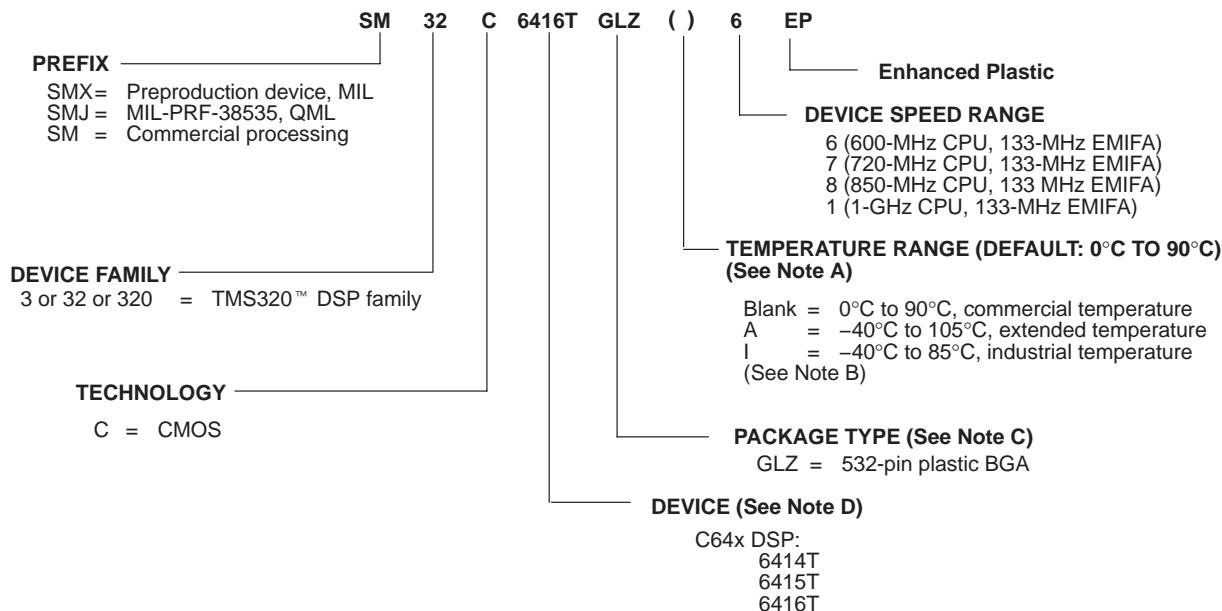 SM 32 C 6416T GLZ ( ) 6 EP
PREFIX
SMX= Preproduction device, MIL
SMJ = MIL-PRF-38535, QML
SM = Commercial processing
Enhanced Plastic
DEVICE SPEED RANGE
6 (600-MHz CPU, 133-MHz EMIFA)
7 (720-MHz CPU, 133-MHz EMIFA)
8 (850-MHz CPU, 133 MHz EMIFA)
1 (1-GHz CPU, 133-MHz EMIFA)
TEMPERATURE RANGE (DEFAULT: 0°C TO 90°C)
(See Note A)
Blank = 0°C to 90°C, commercial temperature
A = −40°C to 105°C, extended temperature
I = −40°C to 85°C, industrial temperature
(See Note B)
DEVICE FAMILY
3 or 32 or 320 = TMS320™ DSP family
TECHNOLOGY
C = CMOS
PACKAGE TYPE (See Note C)
GLZ = 532-pin plastic BGA
DEVICE (See Note D)
C64x DSP:
6414T
6415T
6416T